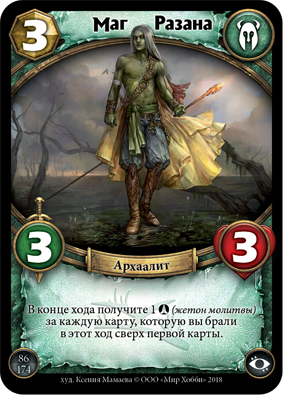 3
Маг Разана
3
3
Архаалит
В конце хода получите 1 (жетон молитвы)
за каждую карту, которую вы брали
в этот ход сверх первой карты.
86
174
худ. Ксения Мамаева © ООО «Мир Хобби» 2018